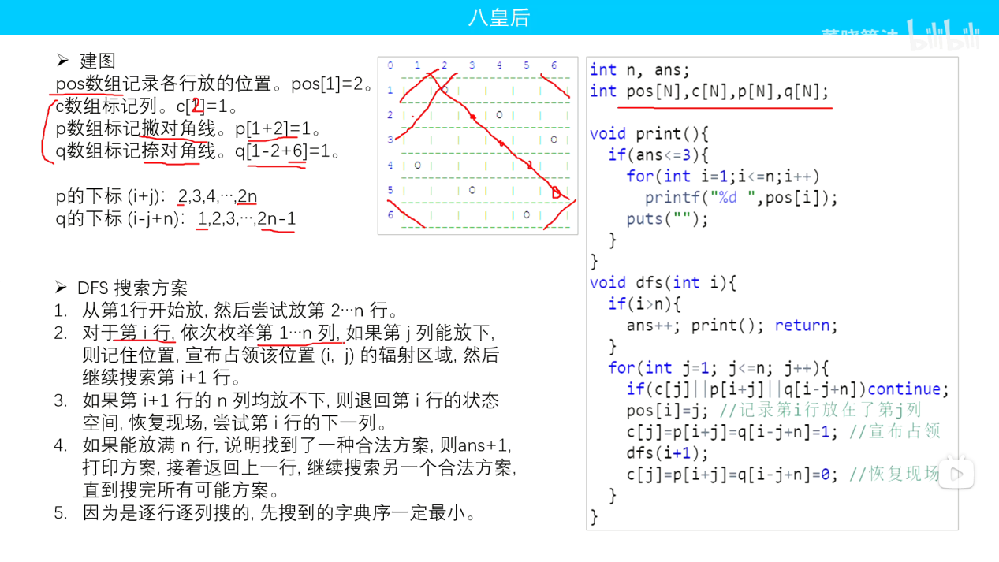 八皇后
董晓算法 bilibili
➢ 建图
pos数组记录各行放的位置。pos[1]=2。
c数组标记列。c[2]=1。
p数组标记撇对角线。p[1+2]=1。
q数组标记捺对角线。q[1-2+6]=1。
p的下标 (i+j)：2,3,4,…,2n
q的下标 (i-j+n)：1,2,3,…,2n-1
0 1 2 3 4 5 6
1 O
2 O
3 O
4 O
5 O
6 O
➢ DFS 搜索方案
1. 从第1行开始放, 然后尝试放第 2…n 行。
2. 对于第 i 行, 依次枚举第 1…n 列, 如果第 j 列能放下,
则记住位置, 宣布占领该位置 (i, j) 的辐射区域, 然后
继续搜索第 i+1 行。
3. 如果第 i+1 行的 n 列均放不下, 则退回第 i 行的状态
空间, 恢复现场, 尝试第 i 行的下一列。
4. 如果能放满 n 行, 说明找到了一种合法方案, 则ans+1,
打印方案, 接着返回上一行, 继续搜索另一个合法方案,
直到搜完所有可能方案。
5. 因为是逐行逐列搜的, 先搜到的字典序一定最小。
int n, ans;
int pos[N],c[N],p[N],q[N];
void print(){
if(ans<=3){
for(int i=1;i<=n;i++)
printf("%d ",pos[i]);
puts("");
}
}
void dfs(int i){
if(i>n){
ans++; print(); return;
}
for(int j=1; j<=n; j++){
if(c[j]||p[i+j]||q[i-j+n])continue;
pos[i]=j; //记录第i行放在了第j列
c[j]=p[i+j]=q[i-j+n]=1; //宣布占领
dfs(i+1);
c[j]=p[i+j]=q[i-j+n]=0; //恢复现场
}
}